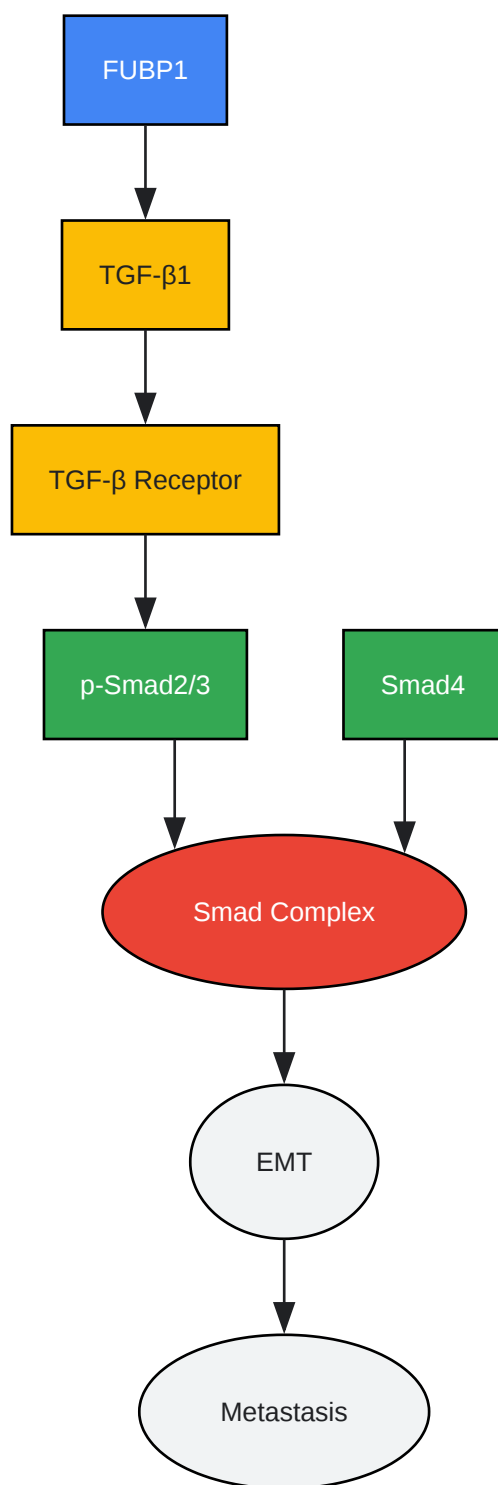 FUBP1
TGF-β1
TGF-β Receptor
p-Smad2/3
Smad4
Smad Complex
EMT
Metastasis